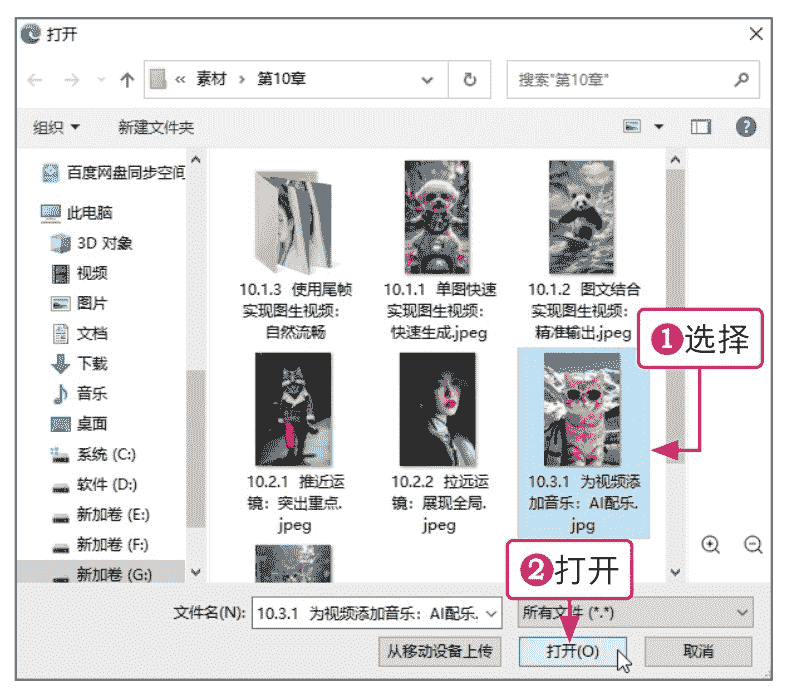 打开
« 素材 › 第10章
搜索"第10章"
组织
新建文件夹
百度网盘同步空间
此电脑
3D 对象
视频
图片
文档
下载
音乐
桌面
系统 (C:)
软件 (D:)
新加卷 (E:)
新加卷 (F:)
新加卷 (G:)
10.1.3 使用尾帧
实现图生视频:
自然流畅
10.1.1 单图快速
实现图生视频:
快速生成.jpeg
10.1.2 图文结合
实现图生视频:
精准输出.jpeg
❶选择
10.2.1 推近运
镜: 突出重点.
jpeg
10.2.2 拉远运
镜: 展现全局.
jpeg
10.3.1 为视频添
加音乐: AI配乐.
jpg
❷打开
文件名(N):
10.3.1 为视频添加音乐: AI配乐.
所有文件 (*.*)
从移动设备上传
打开(O)
取消